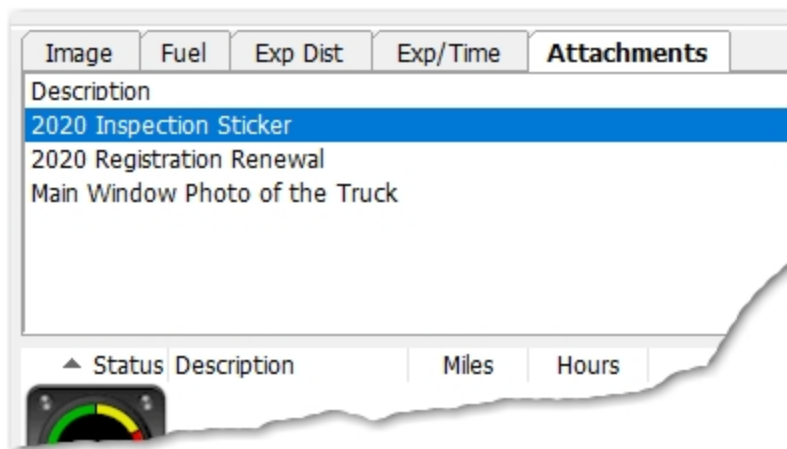 Image Fuel Exp Dist Exp/Time Attachments
Description
2020 Inspection Sticker
2020 Registration Renewal
Main Window Photo of the Truck
Status Description Miles Hours